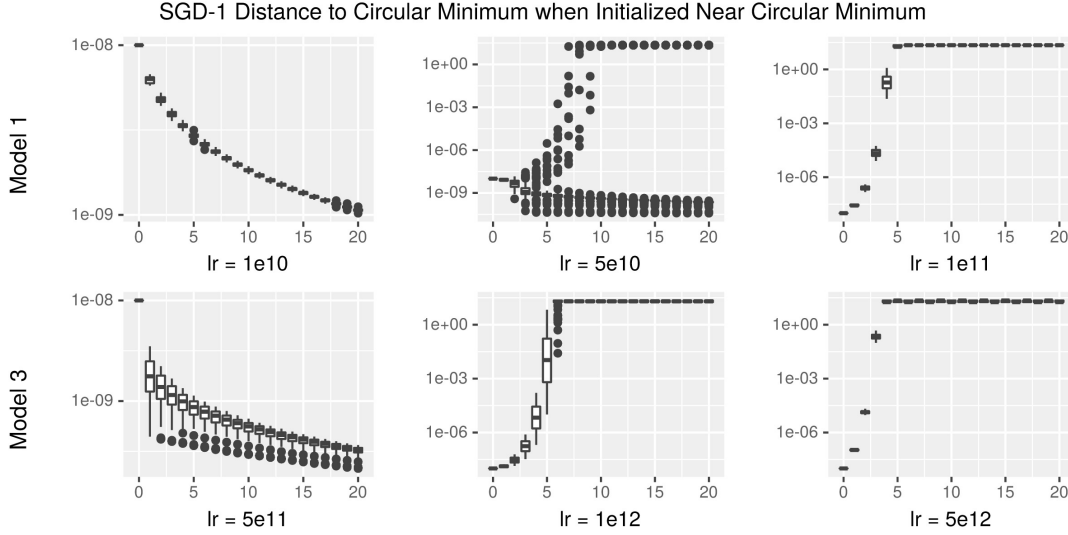 SGD-1 Distance to Circular Minimum when Initialized Near Circular Minimum
Model 1
1e-08
1e-09
0 5 10 15 20
lr = 1e10
1e+00
1e-03
1e-06
1e-09
0 5 10 15 20
lr = 5e10
1e+00
1e-03
1e-06
0 5 10 15 20
lr = 1e11
Model 3
1e-08
1e-09
0 5 10 15 20
lr = 5e11
1e+00
1e-03
1e-06
0 5 10 15 20
lr = 1e12
1e+00
1e-03
1e-06
0 5 10 15 20
lr = 5e12